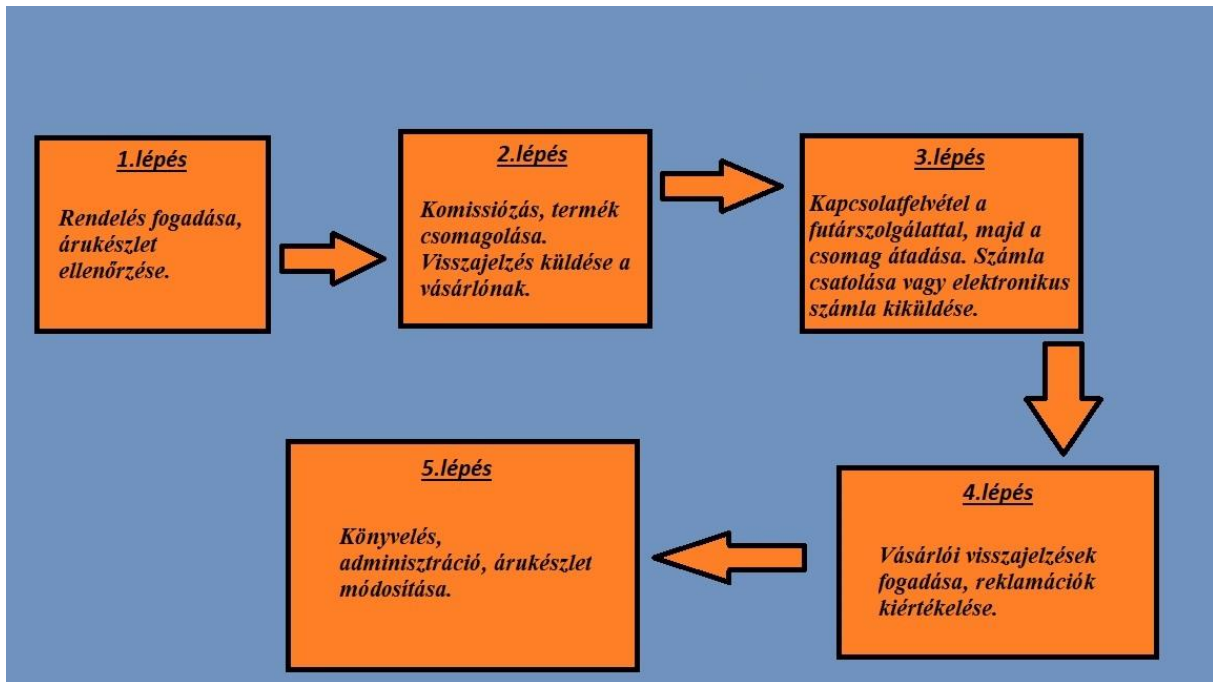 1.lépés
Rendelés fogadása,
árukészlet
ellenőrzése.
2.lépés
Komissiózás, termék
csomagolása.
Visszajelzés küldése a
vásárlónak.
3.lépés
Kapcsolatfelvétel a
futárszolgálattal, majd a
csomag átadása. Számla
csatolása vagy elektronikus
számla kiküldése.
4.lépés
Vásárlói visszajelzések
fogadása, reklamációk
kiértékelése.
5.lépés
Könyvelés,
adminisztráció, árukészlet
módosítása.